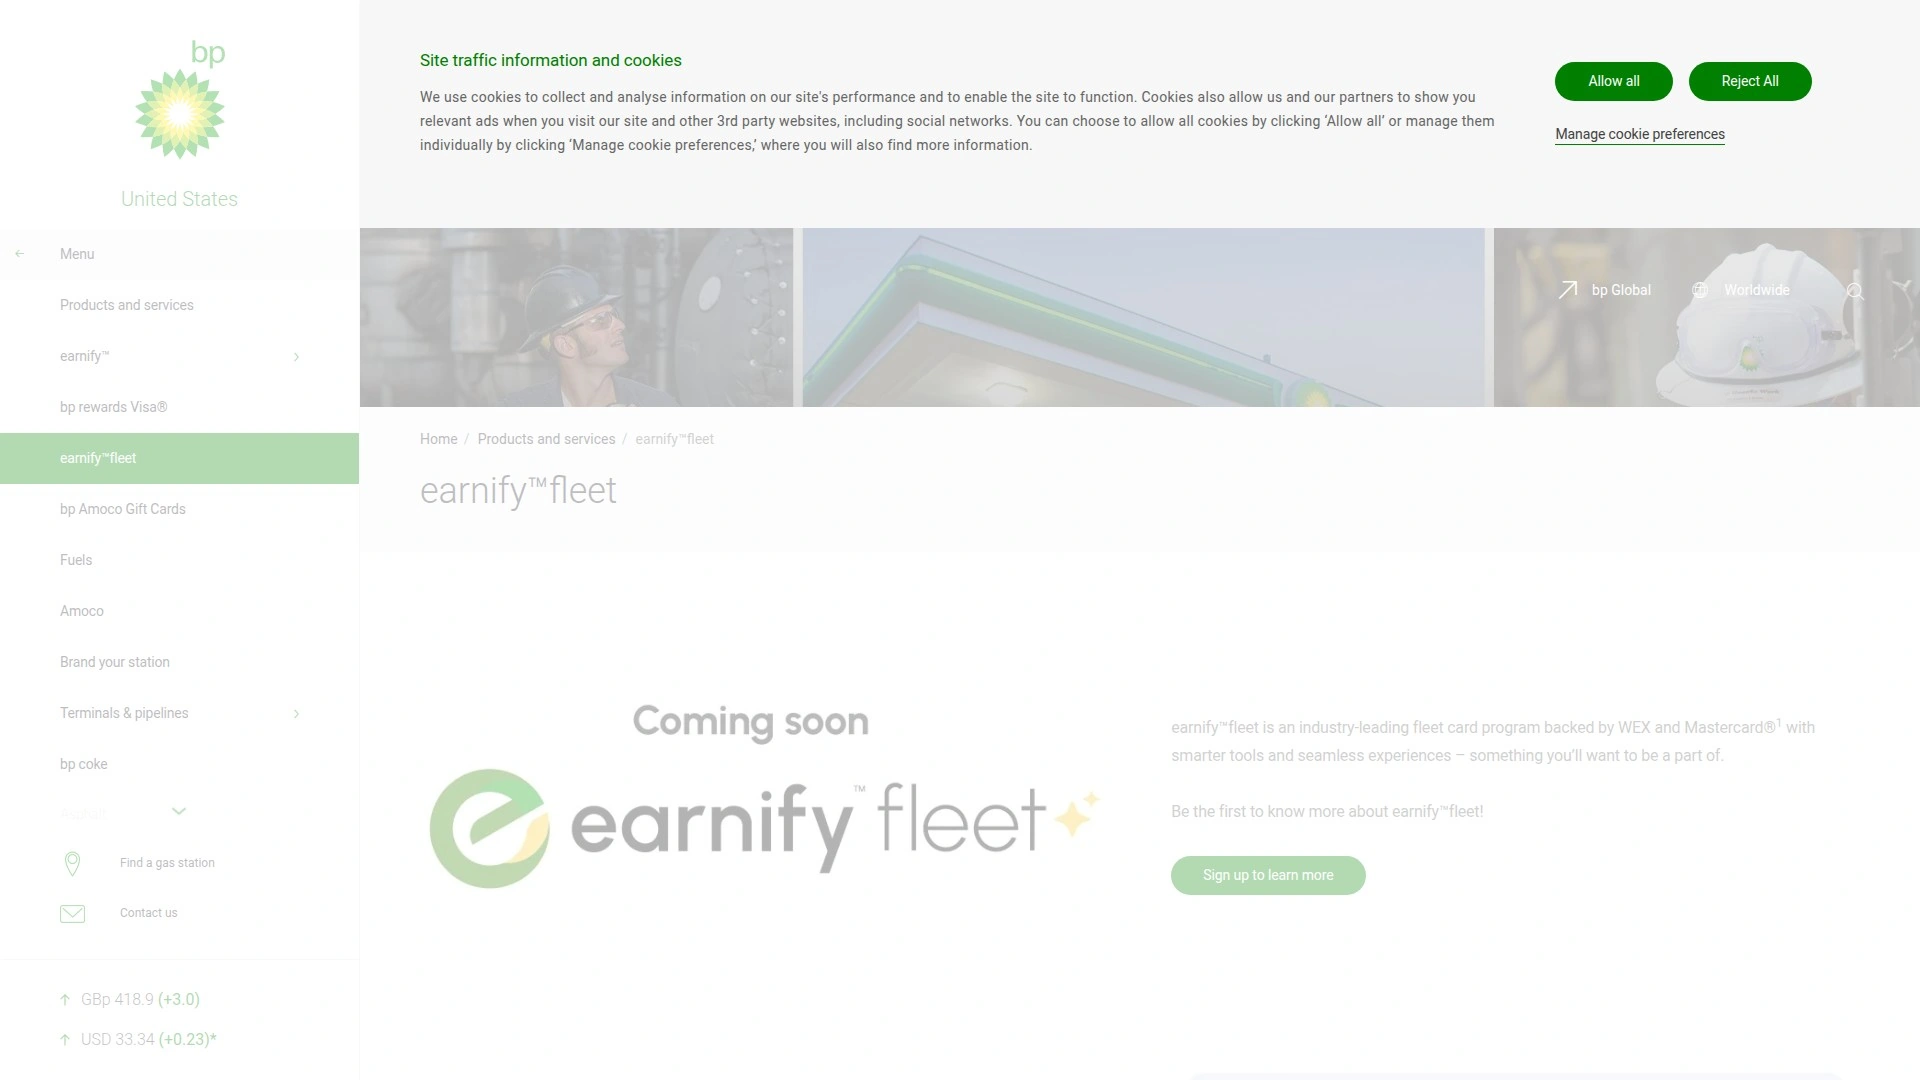 bp
United States
Menu
Products and services
earnify™
bp rewards Visa®
earnify™fleet
bp Amoco Gift Cards
Fuels
Amoco
Brand your station
Terminals & pipelines
bp coke
Find a gas station
Contact us
GBp 418.9 (+3.0)
USD 33.34 (+0.23)*
Site traffic information and cookies
We use cookies to collect and analyse information on our site's performance and to enable the site to function. Cookies also allow us and our partners to show you
relevant ads when you visit our site and other 3rd party websites, including social networks. You can choose to allow all cookies by clicking ‘Allow all’ or manage them
individually by clicking ‘Manage cookie preferences,’ where you will also find more information.
Allow all
Reject All
Manage cookie preferences
bp Global
Worldwide
Home / Products and services / earnify™fleet
earnify™fleet
Coming soon
earnify™ fleet
earnify™fleet is an industry-leading fleet card program backed by WEX and Mastercard®1 with
smarter tools and seamless experiences – something you’ll want to be a part of.
Be the first to know more about earnify™fleet!
Sign up to learn more